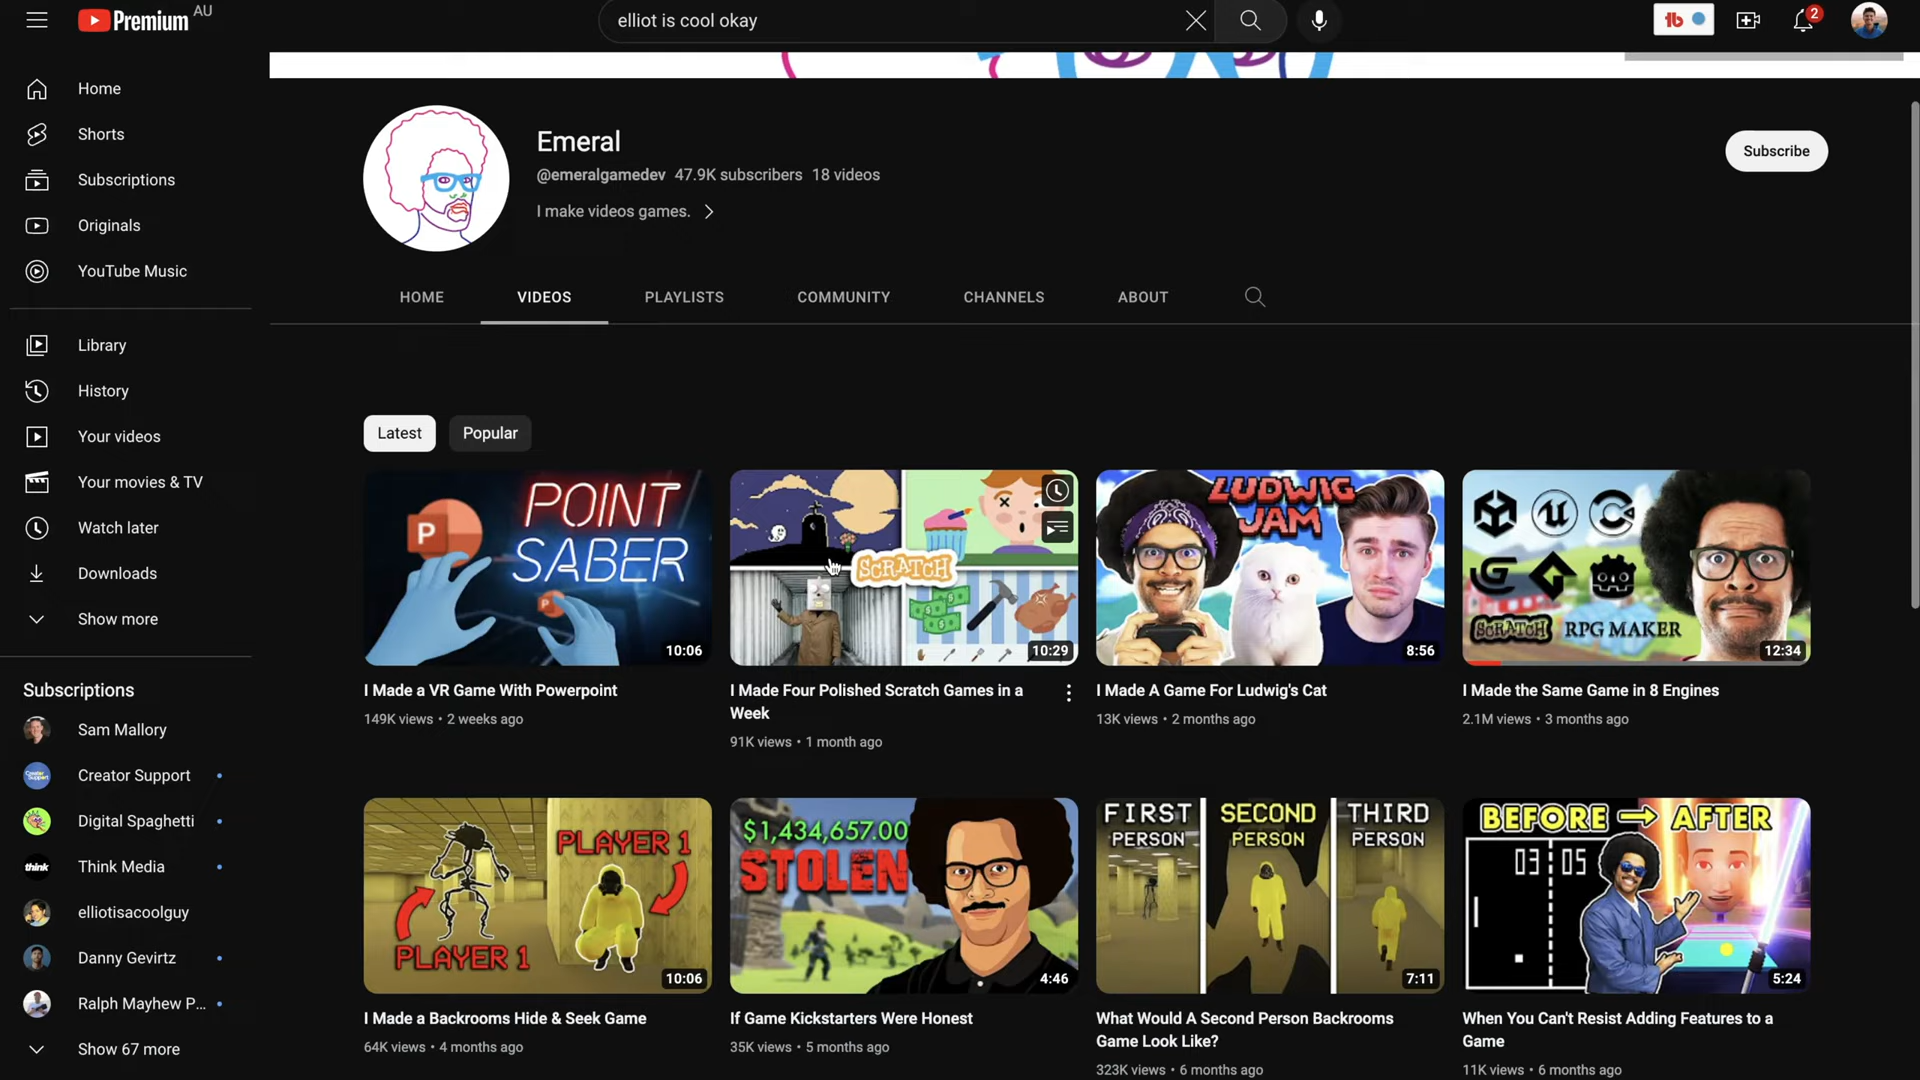 Premium AU
elliot is cool okay
2
Home
Shorts
Subscriptions
Originals
YouTube Music
Library
History
Your videos
Your movies & TV
Watch later
Downloads
Show more
Subscriptions
Sam Mallory
Creator Support
Digital Spaghetti
think
Think Media
elliotisacoolguy
Danny Gevirtz
Ralph Mayhew P...
Show 67 more
Emeral
@emeralgamedev 47.9K subscribers 18 videos
I make videos games.
Subscribe
HOME VIDEOS PLAYLISTS COMMUNITY CHANNELS ABOUT
Latest Popular
P
POINT
SABER
P
10:06
I Made a VR Game With Powerpoint
149K views • 2 weeks ago
SCRATCH
10:29
I Made Four Polished Scratch Games in a
Week
91K views • 1 month ago
LUDWIG
JAM
8:56
I Made A Game For Ludwig's Cat
13K views • 2 months ago
SCRATCH RPG MAKER
12:34
I Made the Same Game in 8 Engines
2.1M views • 3 months ago
PLAYER 1
PLAYER 1
10:06
I Made a Backrooms Hide & Seek Game
64K views • 4 months ago
$1,434,657.00
STOLEN
4:46
If Game Kickstarters Were Honest
35K views • 5 months ago
FIRST PERSON
SECOND PERSON
THIRD PERSON
7:11
What Would A Second Person Backrooms
Game Look Like?
323K views • 6 months ago
BEFORE → AFTER
03 05
5:24
When You Can't Resist Adding Features to a
Game
11K views • 6 months ago